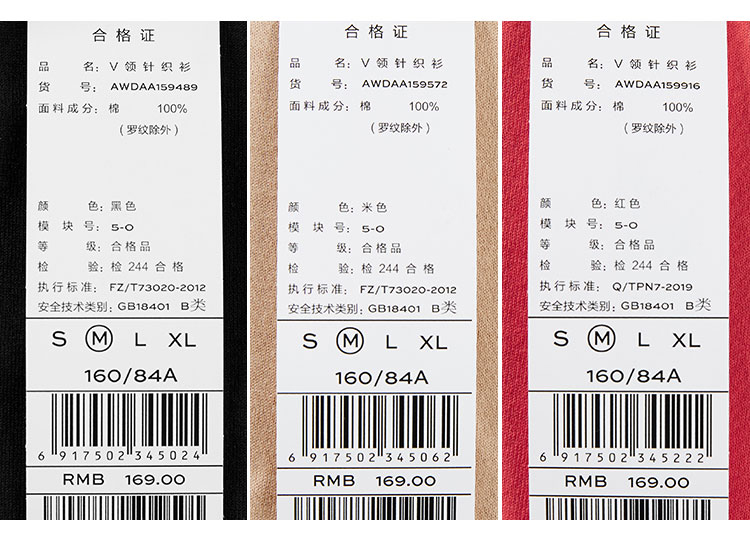 合格证
品 名: V 领针织衫
货 号: AWDAA159489
面料成分: 棉 100%
(罗纹除外)
颜 色: 黑色
模 块 号: 5-0
等 级: 合格品
检 验: 检 244 合格
执行标准: FZ/T73020-2012
安全技术类别: GB18401 B类
S M L XL
160/84A
6 917502 345024
RMB 169.00
合格证
品 名: V 领针织衫
货 号: AWDAA159572
面料成分: 棉 100%
(罗纹除外)
颜 色: 米色
模 块 号: 5-0
等 级: 合格品
检 验: 检 244 合格
执行标准: FZ/T73020-2012
安全技术类别: GB18401 B类
S M L XL
160/84A
6 917502 345062
RMB 169.00
合格证
品 名: V 领针织衫
货 号: AWDAA159916
面料成分: 棉 100%
(罗纹除外)
颜 色: 红色
模 块 号: 5-0
等 级: 合格品
检 验: 检 244 合格
执行标准: Q/TPN7-2019
安全技术类别: GB18401 B类
S M L XL
160/84A
6 917502 345222
RMB 169.00